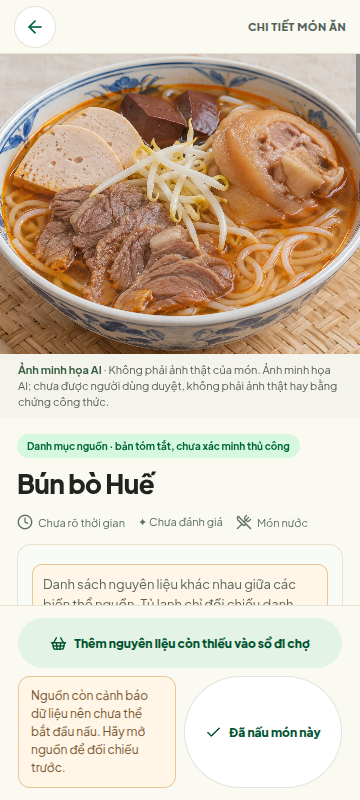 CHI TIẾT MÓN ĂN
Ảnh minh họa AI · Không phải ảnh thật của món. Ảnh minh họa
AI; chưa được người dùng duyệt, không phải ảnh thật hay bằng
chứng công thức.
Danh mục nguồn · bản tóm tắt, chưa xác minh thủ công
Bún bò Huế
Chưa rõ thời gian ✦ Chưa đánh giá Món nước
Danh sách nguyên liệu khác nhau giữa các
biến thể nguồn. Tủ lạnh chỉ đối chiếu danh
Thêm nguyên liệu còn thiếu vào sổ đi chợ
Nguồn còn cảnh báo
dữ liệu nên chưa thể
bắt đầu nấu. Hãy mở
nguồn để đối chiếu
trước.
Đã nấu món này